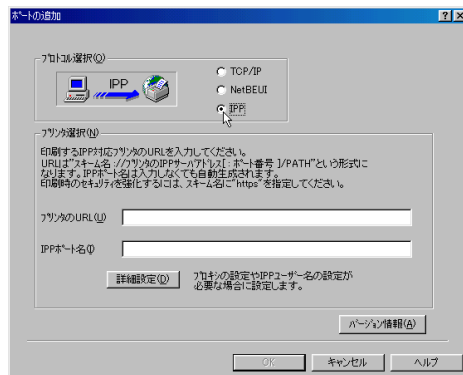 ポートの追加
プロトコル選択(O)
IPP
TCP/IP
NetBEUI
IPP
プリンタ選択(N)
印刷するIPP対応プリンタのURLを入力してください。
URLは"スキーム名://プリンタのIPPサーバアドレス[:ポート番号]/PATH"という形式に
なります。IPPポート名は入力しなくても自動生成されます。
印刷時のセキュリティを強化するには、スキーム名に"https"を指定してください。
プリンタのURL(U)
IPPポート名(I)
詳細設定(D)
プロキシの設定やIPPユーザー名の設定が
必要な場合に設定します。
バージョン情報(A)
OK
キャンセル
ヘルプ